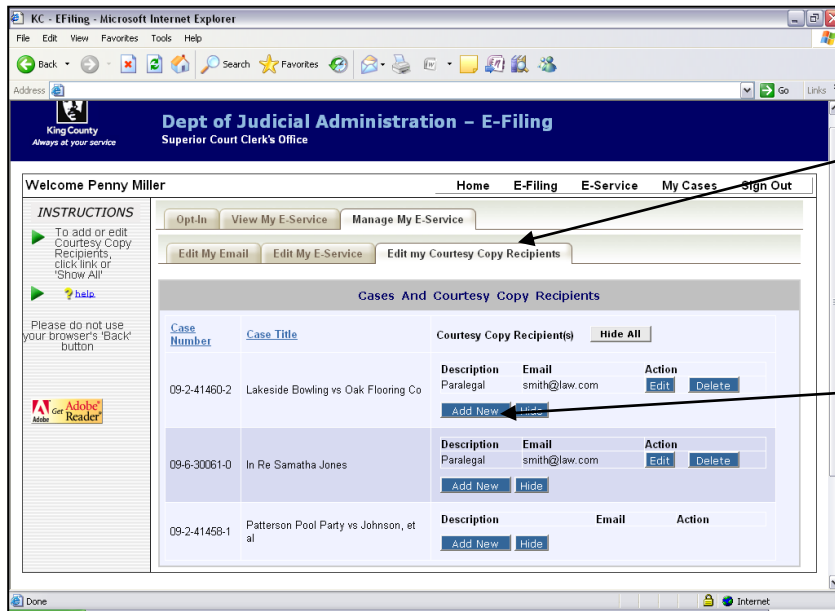 KC - EFiling - Microsoft Internet Explorer
File Edit View Favorites Tools Help
Back Search Favorites
Address Go Links
King County
Always at your service
Dept of Judicial Administration – E-Filing
Superior Court Clerk's Office
Welcome Penny Miller Home E-Filing E-Service My Cases Sign Out
INSTRUCTIONS
To add or edit
Courtesy Copy
Recipients,
click link or
'Show All'
? help
Please do not use
your browser's 'Back'
button
Adobe Get Adobe®
Reader®
Opt-In View My E-Service Manage My E-Service
Edit My Email Edit My E-Service Edit my Courtesy Copy Recipients
Cases And Courtesy Copy Recipients
Case
Number Case Title Courtesy Copy Recipient(s) Hide All
Description Email Action
09-2-41460-2 Lakeside Bowling vs Oak Flooring Co Paralegal smith@law.com Edit Delete
Add New Hide
Description Email Action
09-6-30061-0 In Re Samatha Jones Paralegal smith@law.com Edit Delete
Add New Hide
Description Email Action
09-2-41458-1 Patterson Pool Party vs Johnson, et
al
Add New Hide
Done Internet